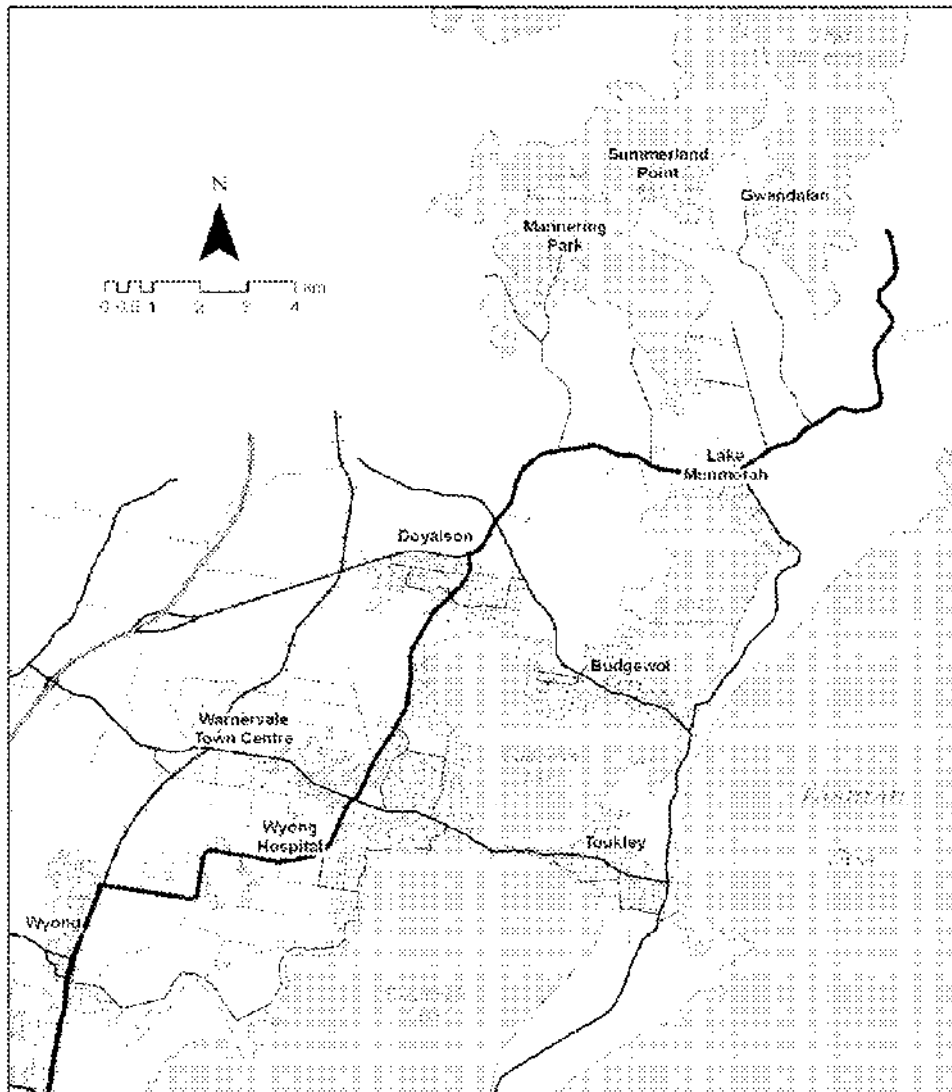 Summerland
Point
N
Gwandalan
Mannering
Park
km
0 0.5 1 2 3 4
Lake
Munmorah
Doyalson
Budgewoi
Warnervale
Town Centre
Wyong
Hospital
Toukley
Wyong